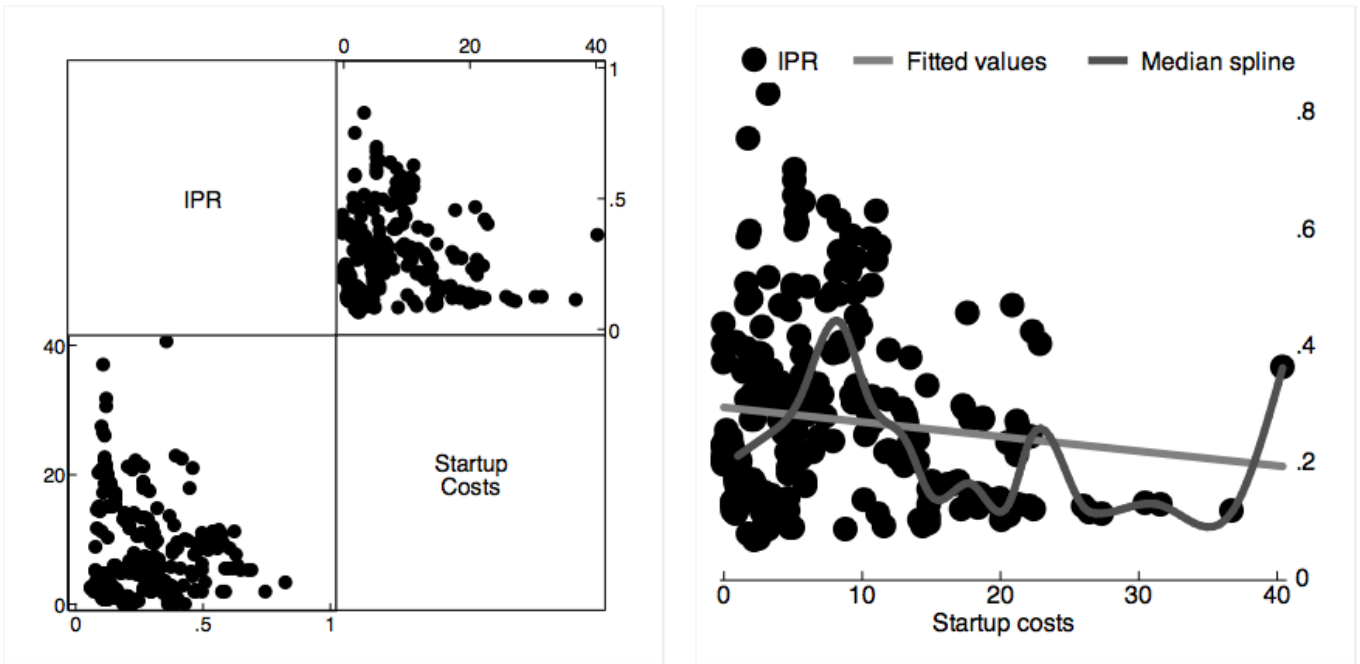 0 20 40
1
IPR
.5
0
40
20
0
Startup
Costs
0 .5 1
IPR Fitted values Median spline
.8
.6
.4
.2
0
0 10 20 30 40
Startup costs